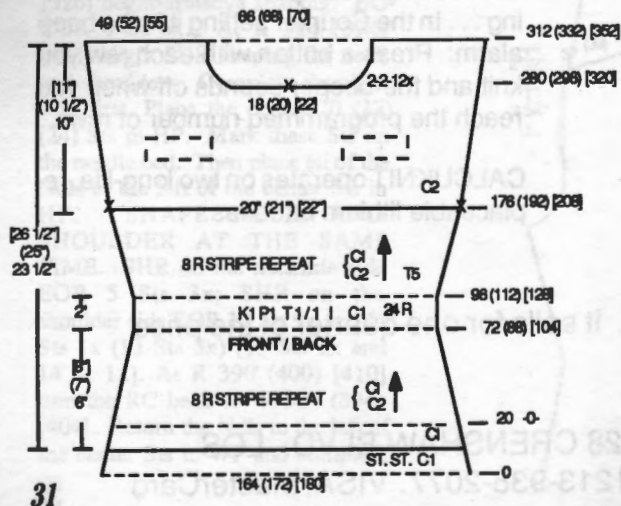 49 (52) [55]
66 (68) [70]
312 (332) [352]
2-2-12X
280 (298) [320]
18 (20) [22]
[11"]
(10 1/2")
10"
C2
20" (21") [22"]
176 (192) [208]
[26 1/2"]
(25")
23 1/2"
8 R STRIPE REPEAT { C1 C2 T5
2"
K1 P1 T 1/1 C1 24 R
96 (112) [128]
72 (88) [104]
FRONT / BACK
(7")
6"
8 R STRIPE REPEAT { C1 C2
20 -0-
C1
ST. ST. C1
0
164 (172) [180]
31